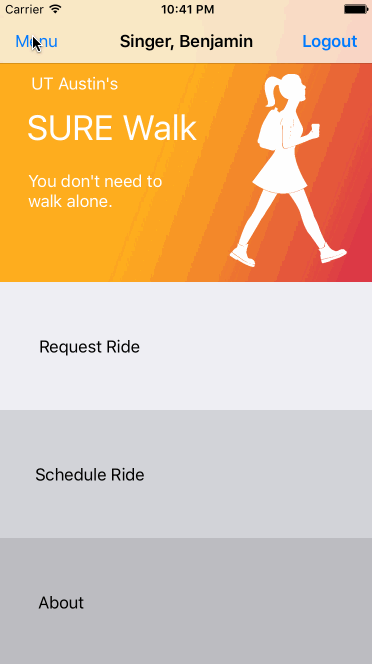 Carrier 10:41 PM
Menu Singer, Benjamin Logout
UT Austin's
SURE Walk
You don't need to
walk alone.
Request Ride
Schedule Ride
About